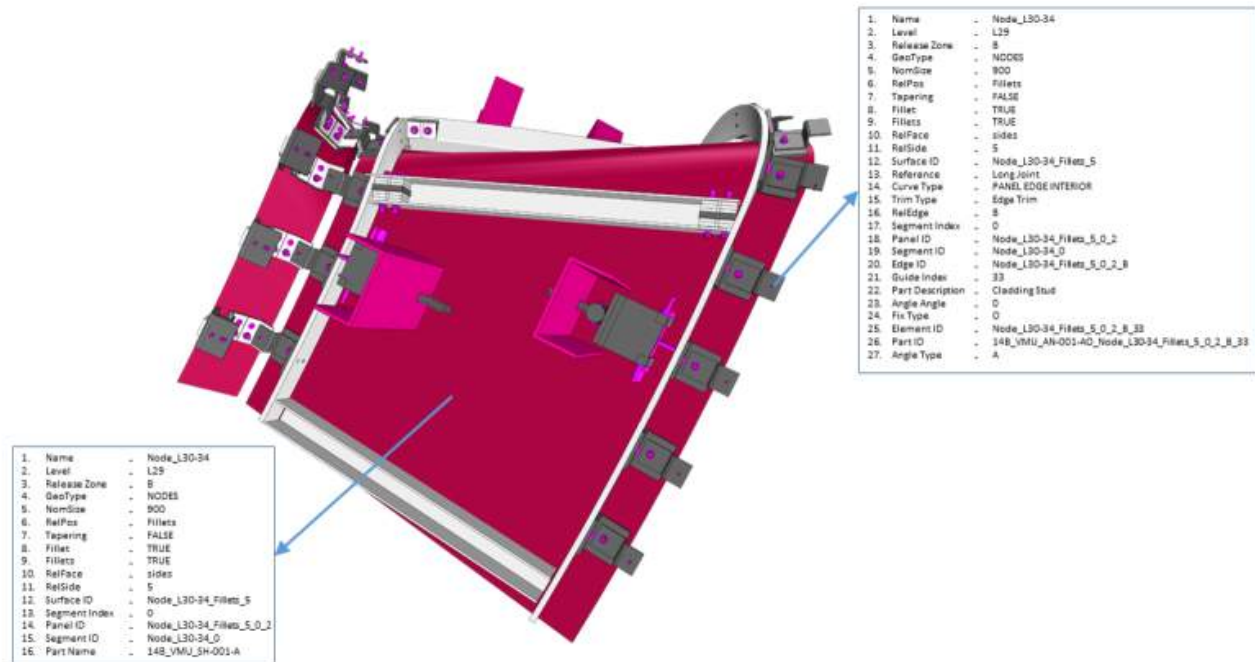 1. Name - Node_L30-34
2. Level - L29
3. Release Zone - B
4. GeoType - NODES
5. NomSize - 900
6. RelPos - Fillets
7. Tapering - FALSE
8. Fillet - TRUE
9. Fillets - TRUE
10. RelFace - sides
11. RelSide - 5
12. Surface ID - Node_L30-34_Fillets_5
13. Reference - Long Joint
14. Curve Type - PANEL EDGE INTERIOR
15. Trim Type - Edge Trim
16. RelEdge - B
17. Segment Index - 0
18. Panel ID - Node_L30-34_Fillets_5_0_2
19. Segment ID - Node_L30-34_0
20. Edge ID - Node_L30-34_Fillets_5_0_2_B
21. Guide Index - 33
22. Part Description - Cladding Stud
23. Angle Angle - 0
24. Fix Type - 0
25. Element ID - Node_L30-34_Fillets_5_0_2_B_33
26. Part ID - 14B_VMU_AN-001-AO_Node_L30-34_Fillets_5_0_2_B_33
27. Angle Type - A
1. Name - Node_L30-34
2. Level - L29
3. Release Zone - B
4. GeoType - NODES
5. NomSize - 900
6. RelPos - Fillets
7. Tapering - FALSE
8. Fillet - TRUE
9. Fillets - TRUE
10. RelFace - sides
11. RelSide - 5
12. Surface ID - Node_L30-34_Fillets_5
13. Segment Index - 0
14. Panel ID - Node_L30-34_Fillets_5_0_2
15. Segment ID - Node_L30-34_0
16. Part Name - 14B_VMU_SH-001-A